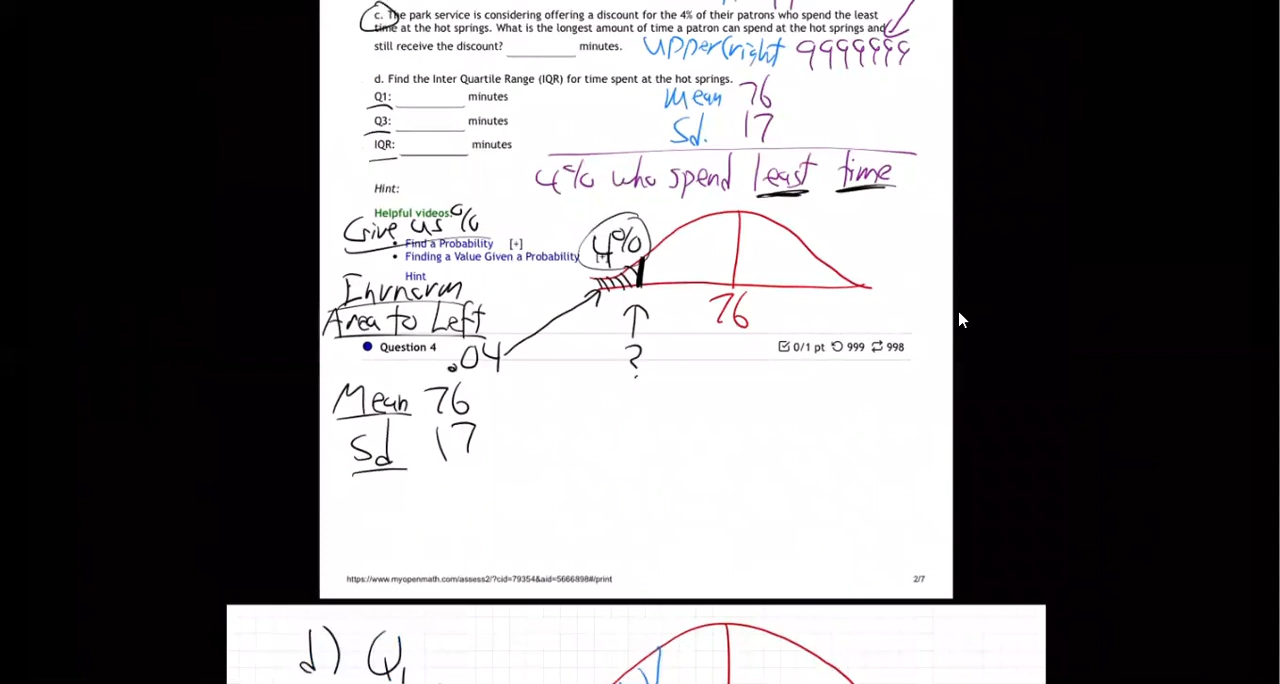 c. The park service is considering offering a discount for the 4% of their patrons who spend the least
time at the hot springs. What is the longest amount of time a patron can spend at the hot springs and
still receive the discount? __________ minutes.
upper(right 9999999
d. Find the Inter Quartile Range (IQR) for time spent at the hot springs.
Mean 76
Q1: __________ minutes
Sd. 17
Q3: __________ minutes
IQR: __________ minutes
4% who spend least time
Hint:
Helpful videos:
Give us %
4%
Find a Probability [+]
Finding a Value Given a Probability
Hint
Area to Left
76
Question 4
0/1 pt 999 998
.04
?
Mean 76
Sd 17
https://www.myopenmath.com/assess2/?cid=79354&aid=5666898#/print 2/7
d) Q1